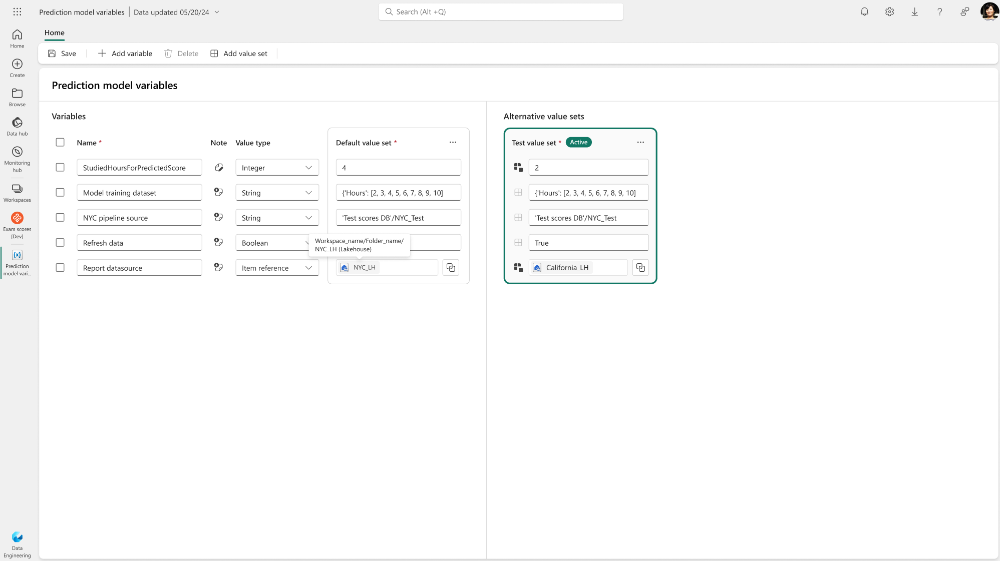 Prediction model variables
Data updated 05/20/24
Search (Alt +Q)
Home
Home
Create
Browse
Data hub
Monitoring
hub
Workspaces
Exam scores
[Dev]
{x}
Prediction
model vari...
Data
Engineering
Save
Add variable
Delete
Add value set
Prediction model variables
Variables
Name *
Note
Value type
Default value set *
StudiedHoursForPredictedScore
Integer
4
Model training dataset
String
{'Hours': [2, 3, 4, 5, 6, 7, 8, 9, 10]
NYC pipeline source
String
'Test scores DB'/NYC_Test
Refresh data
Boolean
Workspace_name/Folder_name/
NYC_LH (Lakehouse)
Report datasource
Item reference
NYC_LH
Alternative value sets
Test value set *
Active
2
{'Hours': [2, 3, 4, 5, 6, 7, 8, 9, 10]
'Test scores DB'/NYC_Test
True
California_LH